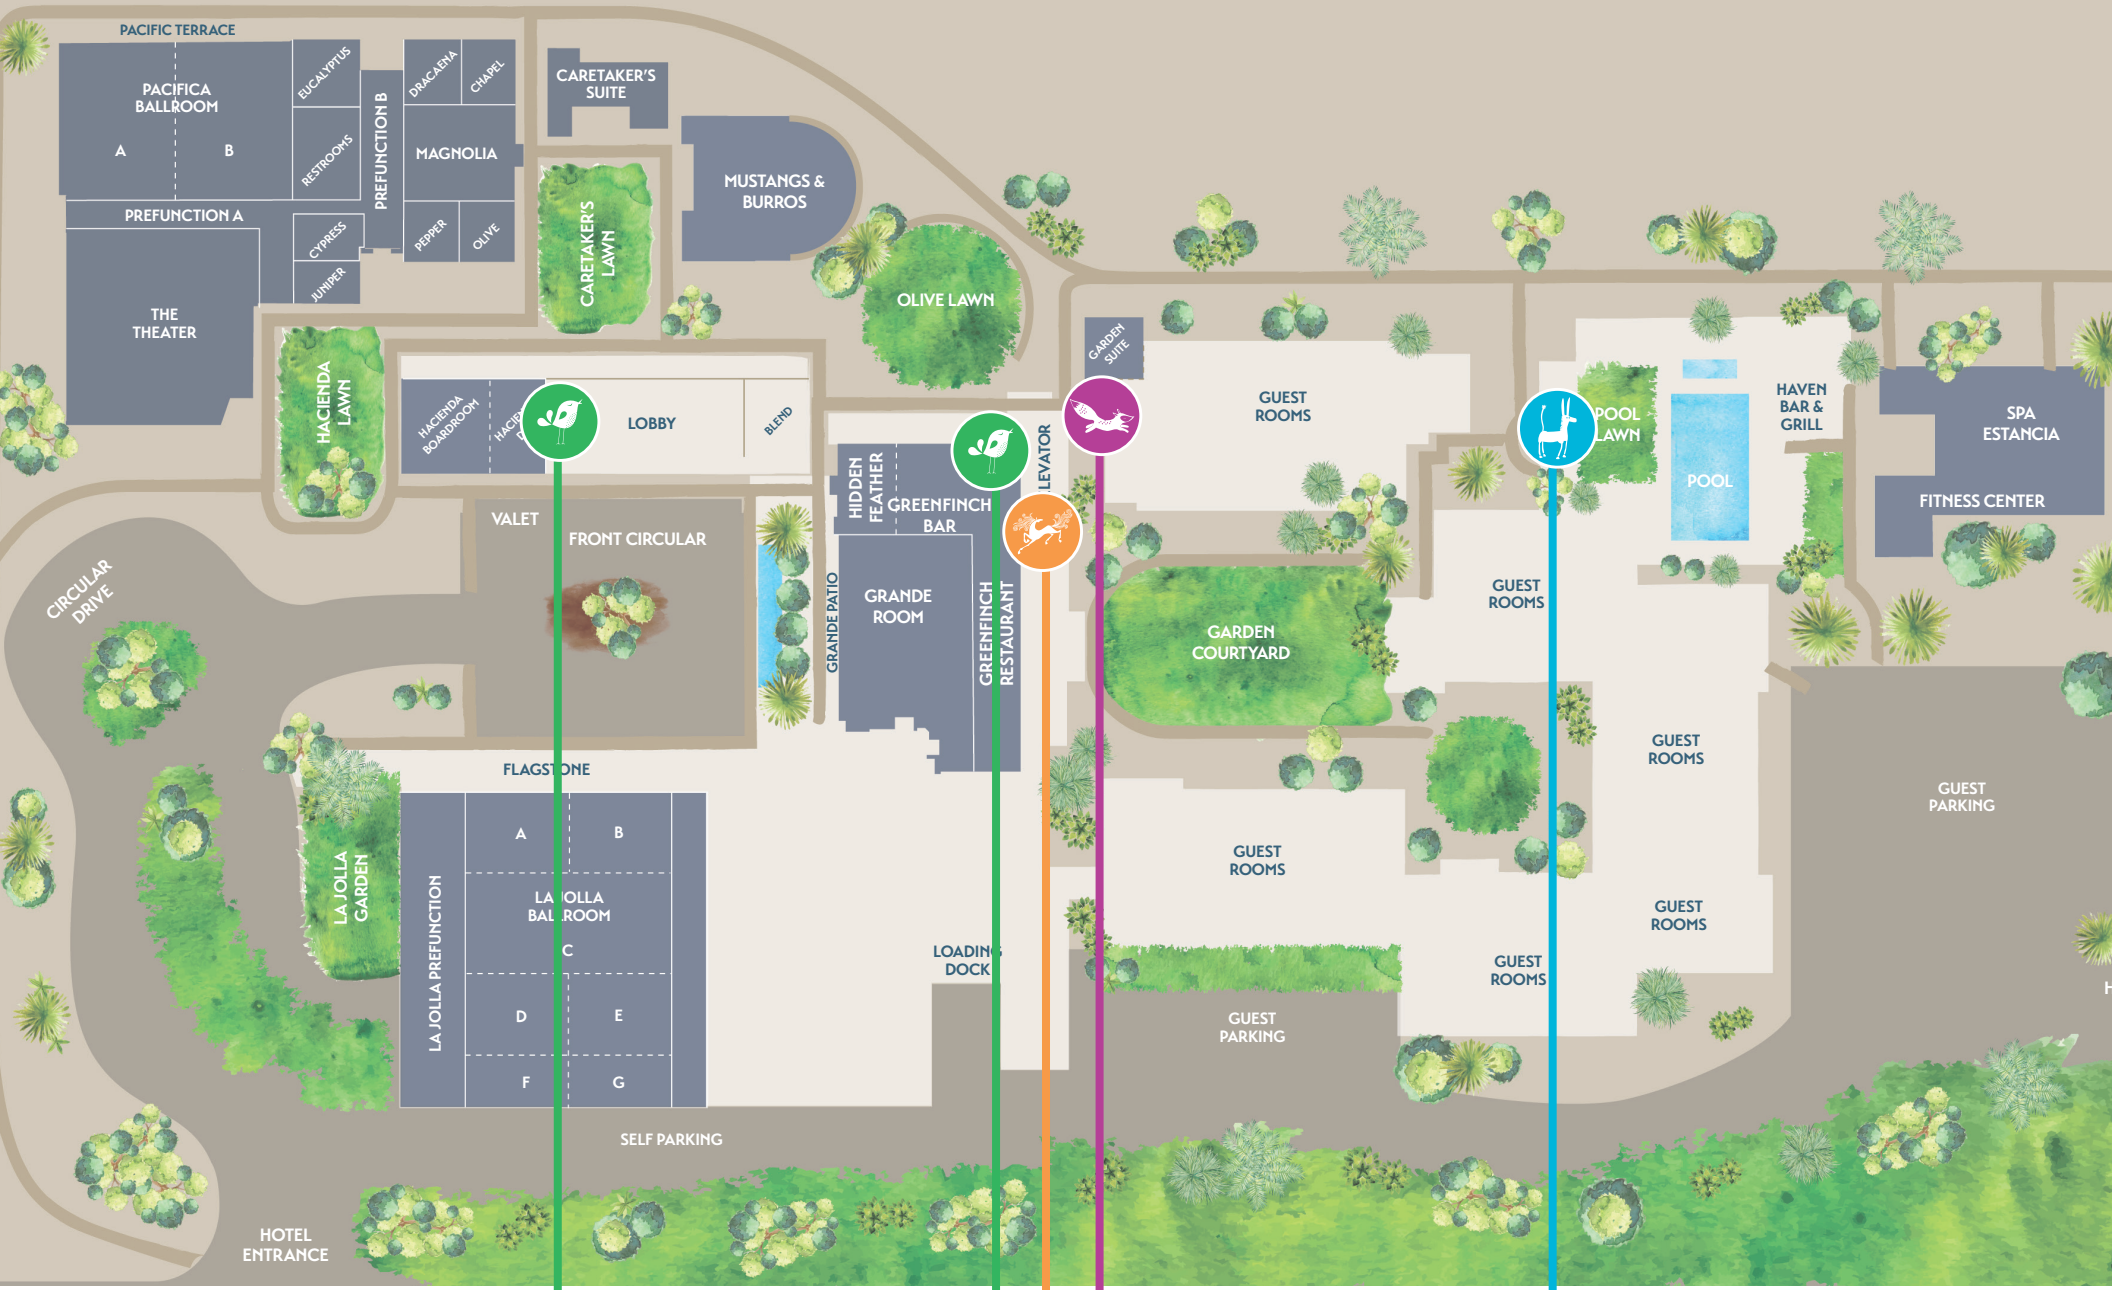 PACIFIC TERRACE
PACIFICA
BALLROOM
A
B
EUCALYPTUS
RESTROOMS
PREFUNCTION B
DRACAENA
CHAPEL
MAGNOLIA
PREFUNCTION A
CYPRESS
JUNIPER
PEPPER
OLIVE
THE
THEATER
CARETAKER'S
SUITE
CARETAKER'S
LAWN
MUSTANGS &
BURROS
OLIVE LAWN
HACIENDA
LAWN
HACIENDA
BOARDROOM
LOBBY
BLEND
GARDEN
SUITE
GUEST
ROOMS
POOL
LAWN
POOL
HAVEN
BAR &
GRILL
SPA
ESTANCIA
FITNESS CENTER
VALET
FRONT CIRCULAR
CIRCULAR
DRIVE
HIDDEN
FEATHER
GREENFINCH
BAR
GRANDE PATIO
GRANDE
ROOM
GREENFINCH
RESTAURANT
GARDEN
COURTYARD
GUEST
ROOMS
GUEST
ROOMS
GUEST
PARKING
FLAGSTONE
LA JOLLA
GARDEN
LA JOLLA PREFUNCTION
A
B
LA JOLLA
BALLROOM
C
D
E
F
G
GUEST
ROOMS
GUEST
ROOMS
LOADING
DOCK
GUEST
ROOMS
GUEST
PARKING
SELF PARKING
HOTEL
ENTRANCE